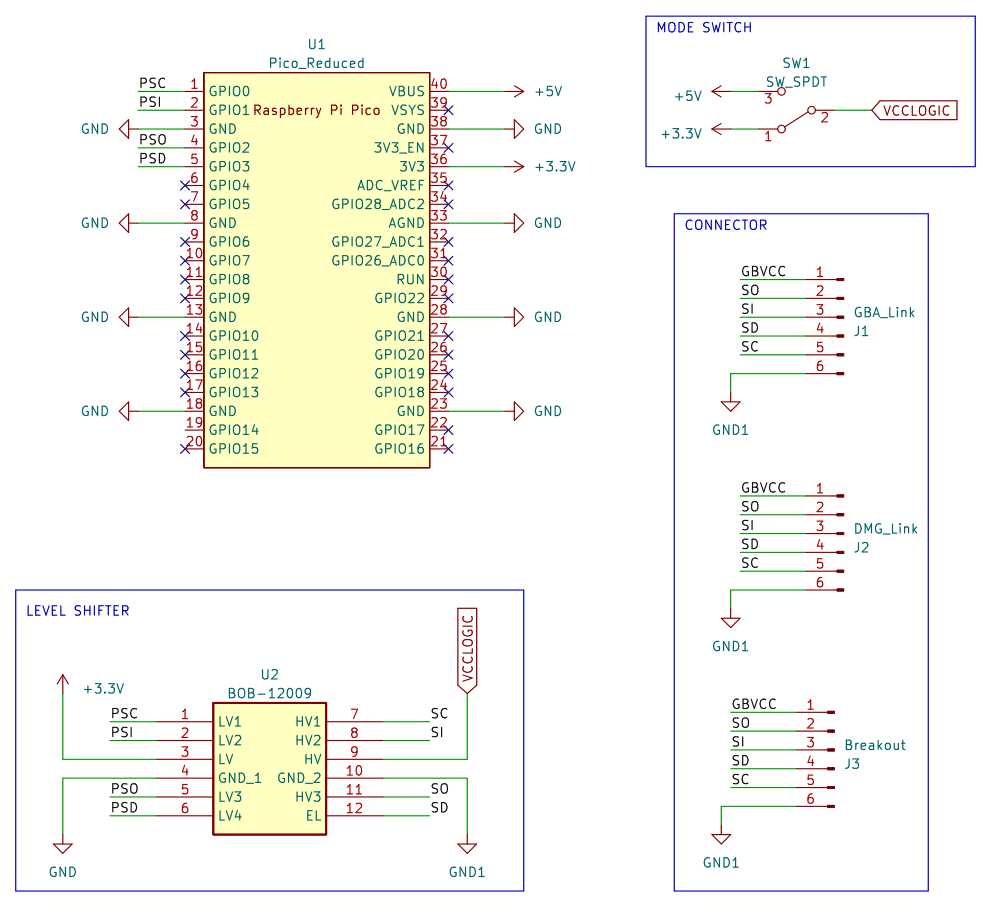 U1
Pico_Reduced
Raspberry Pi Pico
PSC 1 GPIO0 VBUS 40 +5V
PSI 2 GPIO1 VSYS 39
GND 3 GND GND 38 GND
PSO 4 GPIO2 3V3_EN 37
PSD 5 GPIO3 3V3 36 +3.3V
6 GPIO4 ADC_VREF 35
7 GPIO5 GPIO28_ADC2 34
GND 8 GND AGND 33 GND
9 GPIO6 GPIO27_ADC1 32
10 GPIO7 GPIO26_ADC0 31
11 GPIO8 RUN 30
12 GPIO9 GPIO22 29
GND 13 GND GND 28 GND
14 GPIO10 GPIO21 27
15 GPIO11 GPIO20 26
16 GPIO12 GPIO19 25
17 GPIO13 GPIO18 24
GND 18 GND GND 23 GND
19 GPIO14 GPIO17 22
20 GPIO15 GPIO16 21
MODE SWITCH
SW1
SW_SPDT
+5V 3
2 VCCLOGIC
+3.3V 1
CONNECTOR
GBVCC 1
SO 2
SI 3
SD 4
SC 5
6
GBA_Link
J1
GND1
GBVCC 1
SO 2
SI 3
SD 4
SC 5
6
DMG_Link
J2
GND1
GBVCC 1
SO 2
SI 3
SD 4
SC 5
6
Breakout
J3
GND1
LEVEL SHIFTER
VCCLOGIC
+3.3V
U2
BOB-12009
PSC 1 LV1 HV1 7 SC
PSI 2 LV2 HV2 8 SI
3 LV HV 9
4 GND_1 GND_2 10
PSO 5 LV3 HV3 11 SO
PSD 6 LV4 EL 12 SD
GND
GND1